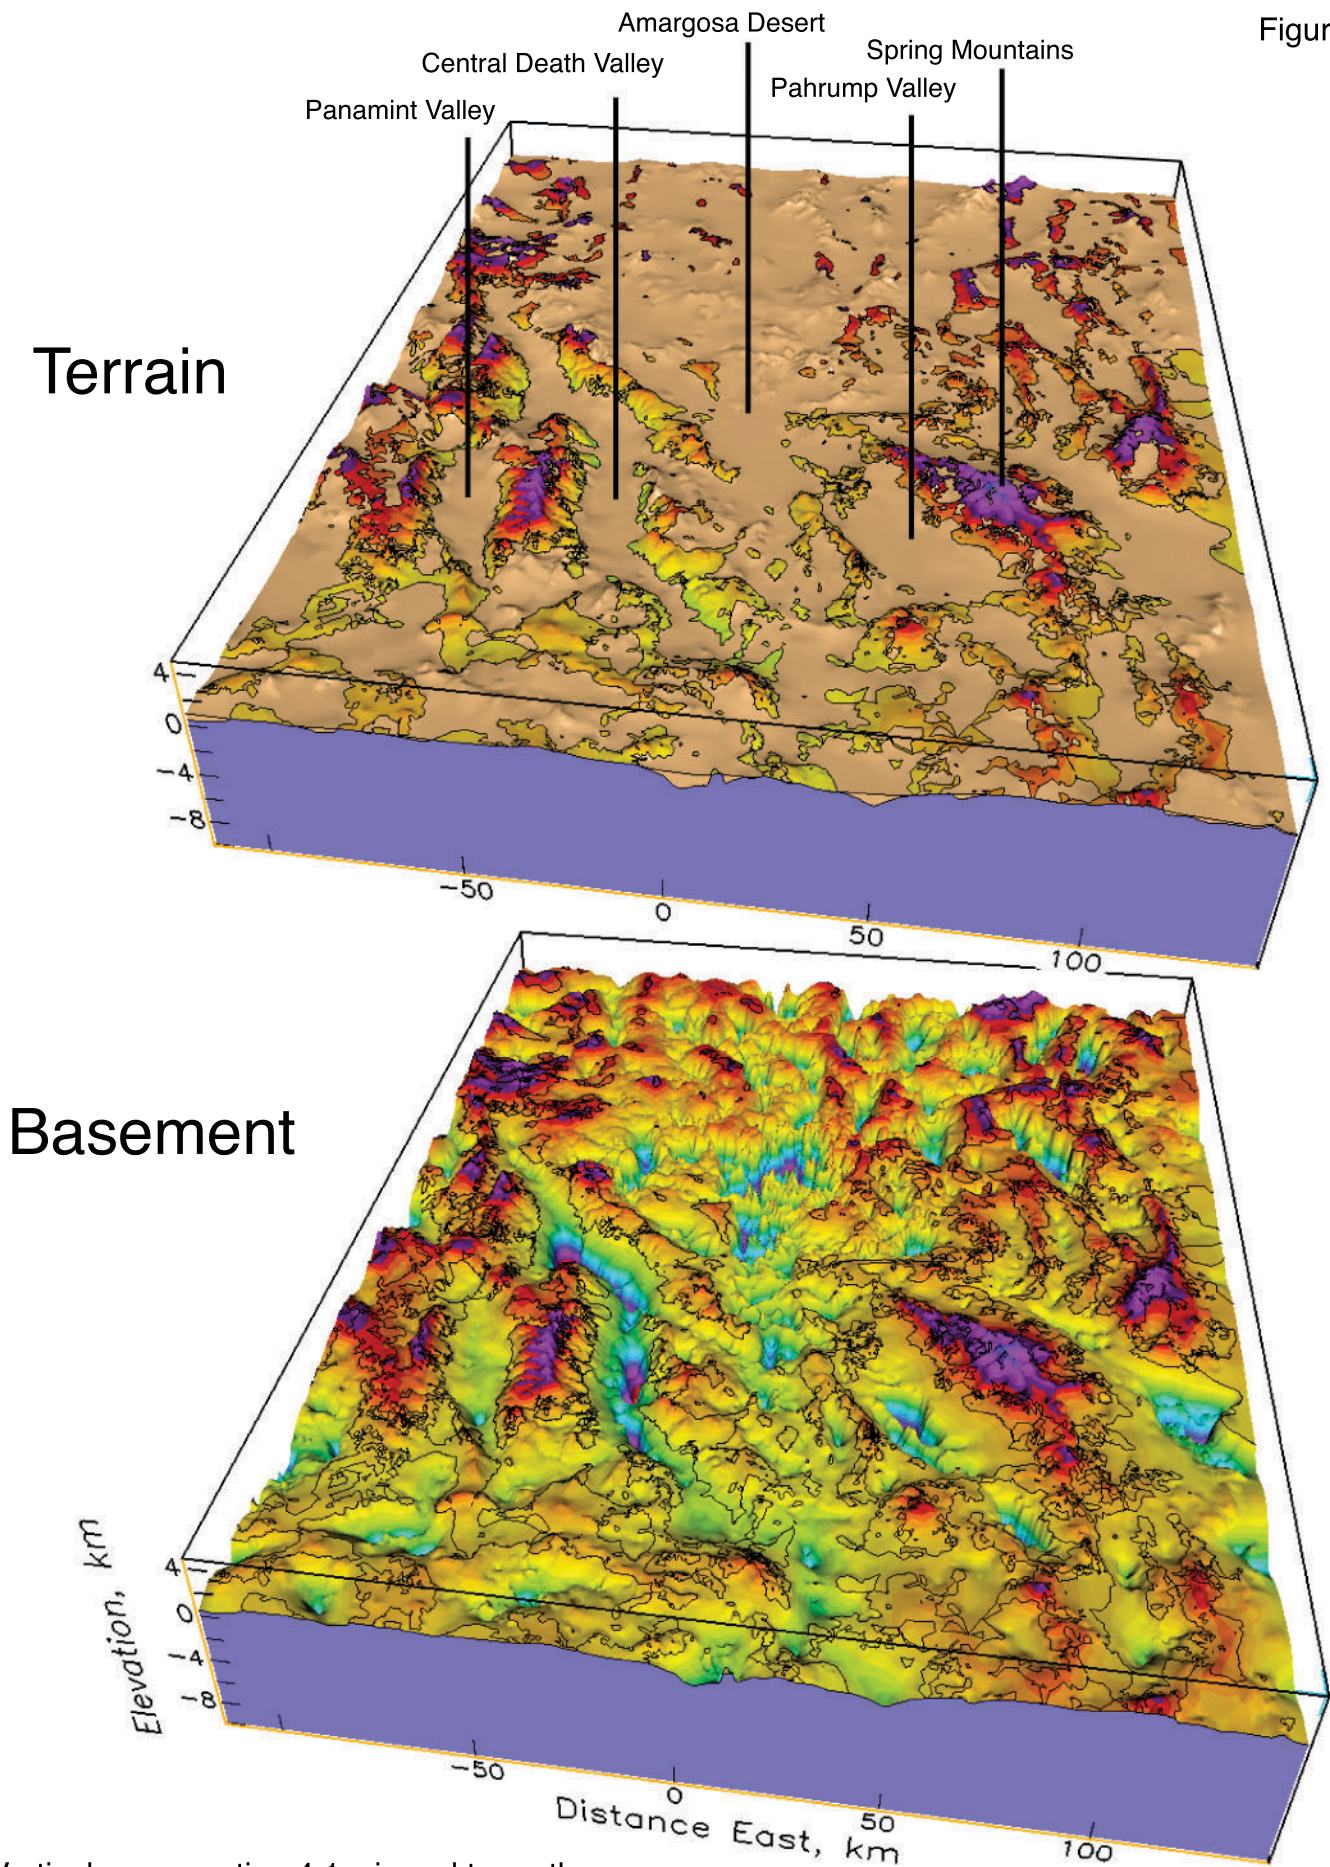 Amargosa Desert
Figur
Spring Mountains
Central Death Valley
Pahrump Valley
Panamint Valley
Terrain
4
0
−4
−8
−50
0
50
100
Basement
Elevation, km
4
0
−4
−8
−50
0
50
100
Distance East, km